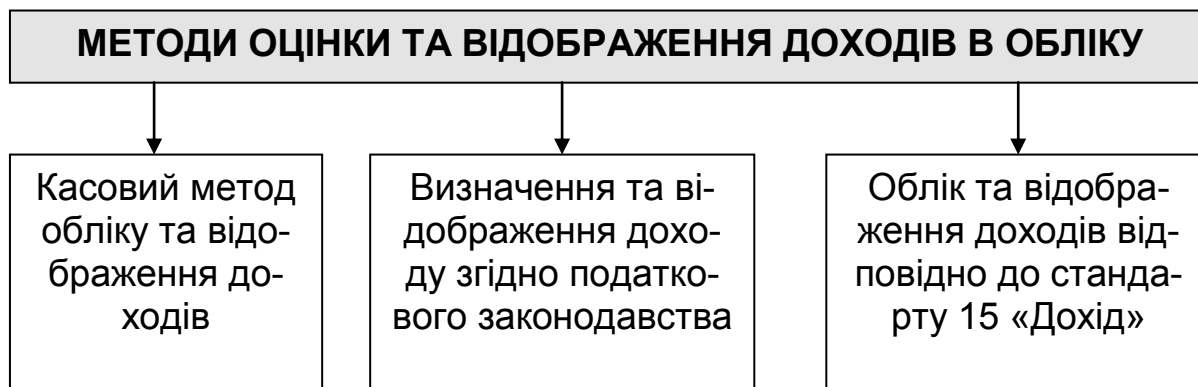 МЕТОДИ ОЦІНКИ ТА ВІДОБРАЖЕННЯ ДОХОДІВ В ОБЛІКУ
Касовий метод
обліку та відо-
браження до-
ходів
Визначення та ві-
дображення дохо-
ду згідно податко-
вого законодавства
Облік та відобра-
ження доходів від-
повідно до станда-
рту 15 «Дохід»